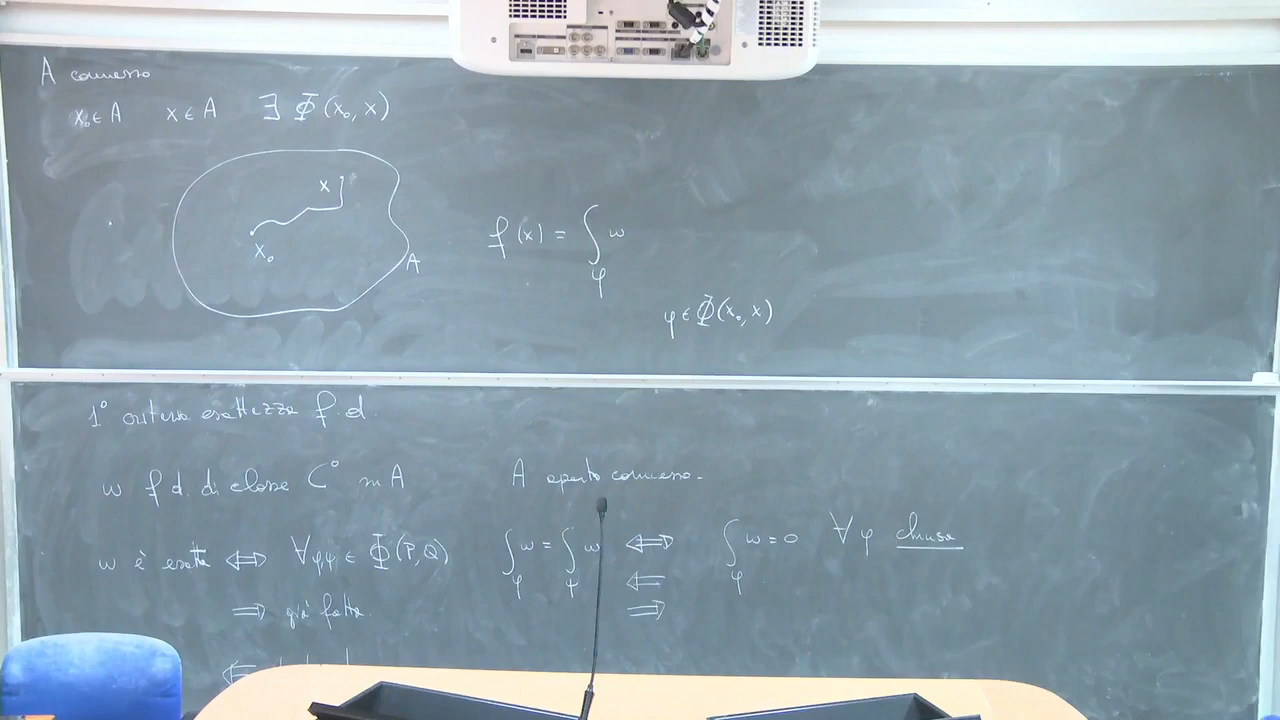 A connesso
x₀ ∈ A x ∈ A ∃ Φ(x₀, x)
x
x₀
A
f(x) = ∫_φ ω
φ ∈ Φ(x₀, x)
1° criterio esattezza f.d.
ω f.d. di classe C° in A A aperto connesso.
ω è esatta ⟺ ∀φ,ψ ∈ Φ(P,Q) ∫_φ ω = ∫_ψ ω ⟺ ∫_φ ω = 0 ∀φ chiusa
⟸
⟹ già fatta. ⟹
⟸